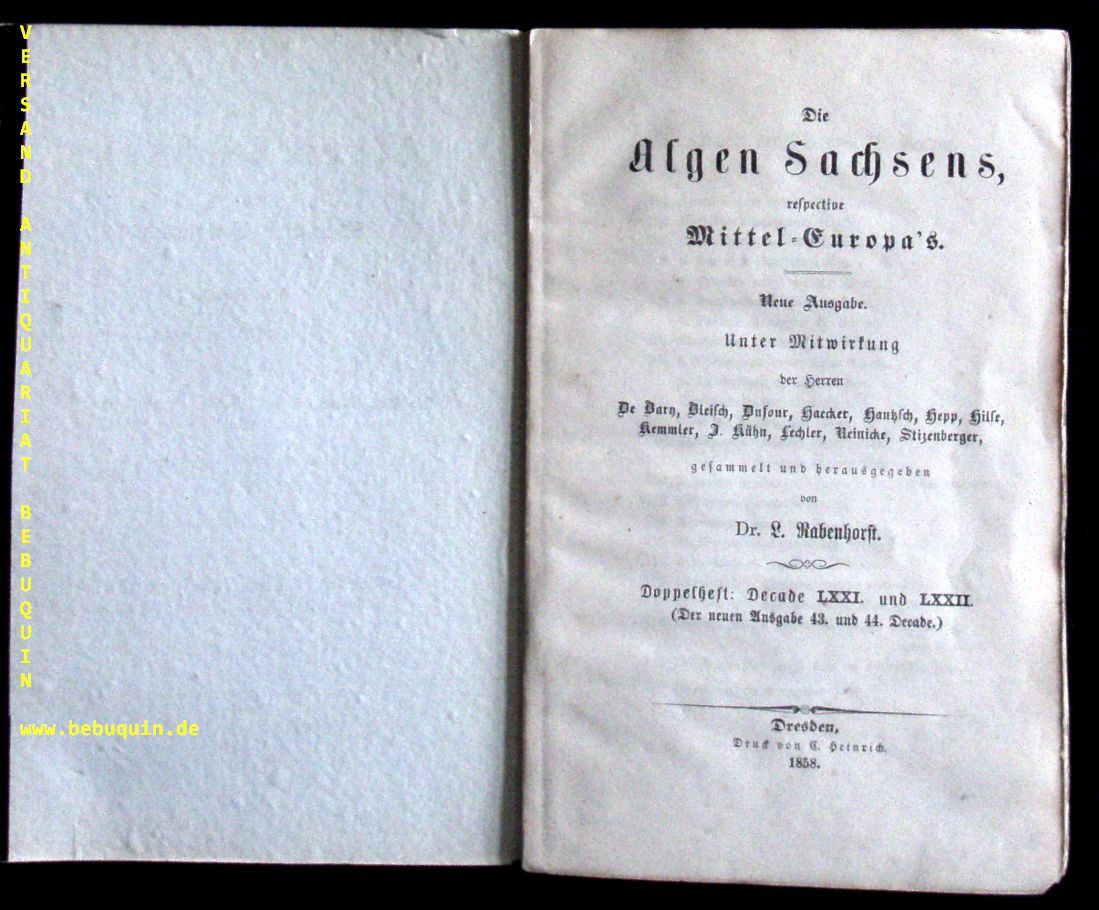 VERSAND ANTIQUARIAT BEBUQUIN
www.bebuquin.de
Die
Algen Sachsens,
reſpective
Mittel-Europa's.
Neue Ausgabe.
Unter Mitwirkung
der Herren
De Bary, Bleiſch, Dufour, Haecker, Hantzſch, Hepp, Hilſe,
Kemmler, J. Kühn, Lechler, Reinicke, Stizenberger,
geſammelt und herausgegeben
von
Dr. L. Rabenhorſt.
Doppelheft: Decade LXXI. und LXXII.
(Der neuen Ausgabe 43. und 44. Decade.)
Dresden,
Druck von C. Heinrich.
1858.